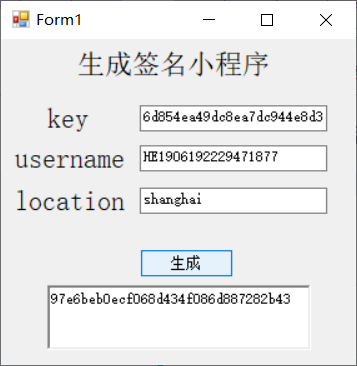 Form1
生成签名小程序
key 6d854ea49dc8ea7dc944e8d3
username HE1906192229471877
location shanghai
生成
97e6beb0ecf068d434f086d887282b43